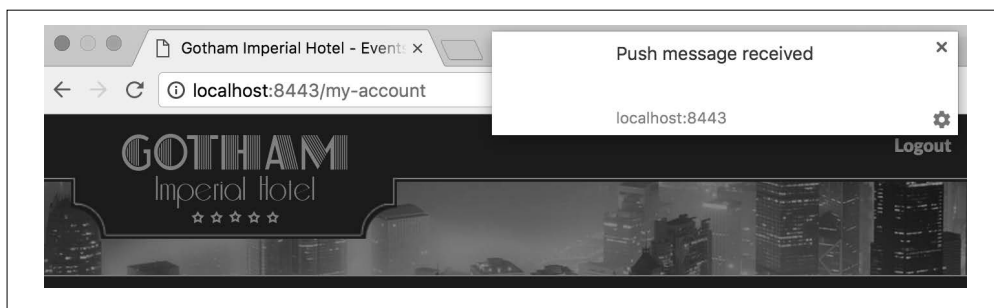 Gotham Imperial Hotel - Events
Push message received
localhost:8443/my-account
localhost:8443
Logout
GOTHAM
Imperial Hotel